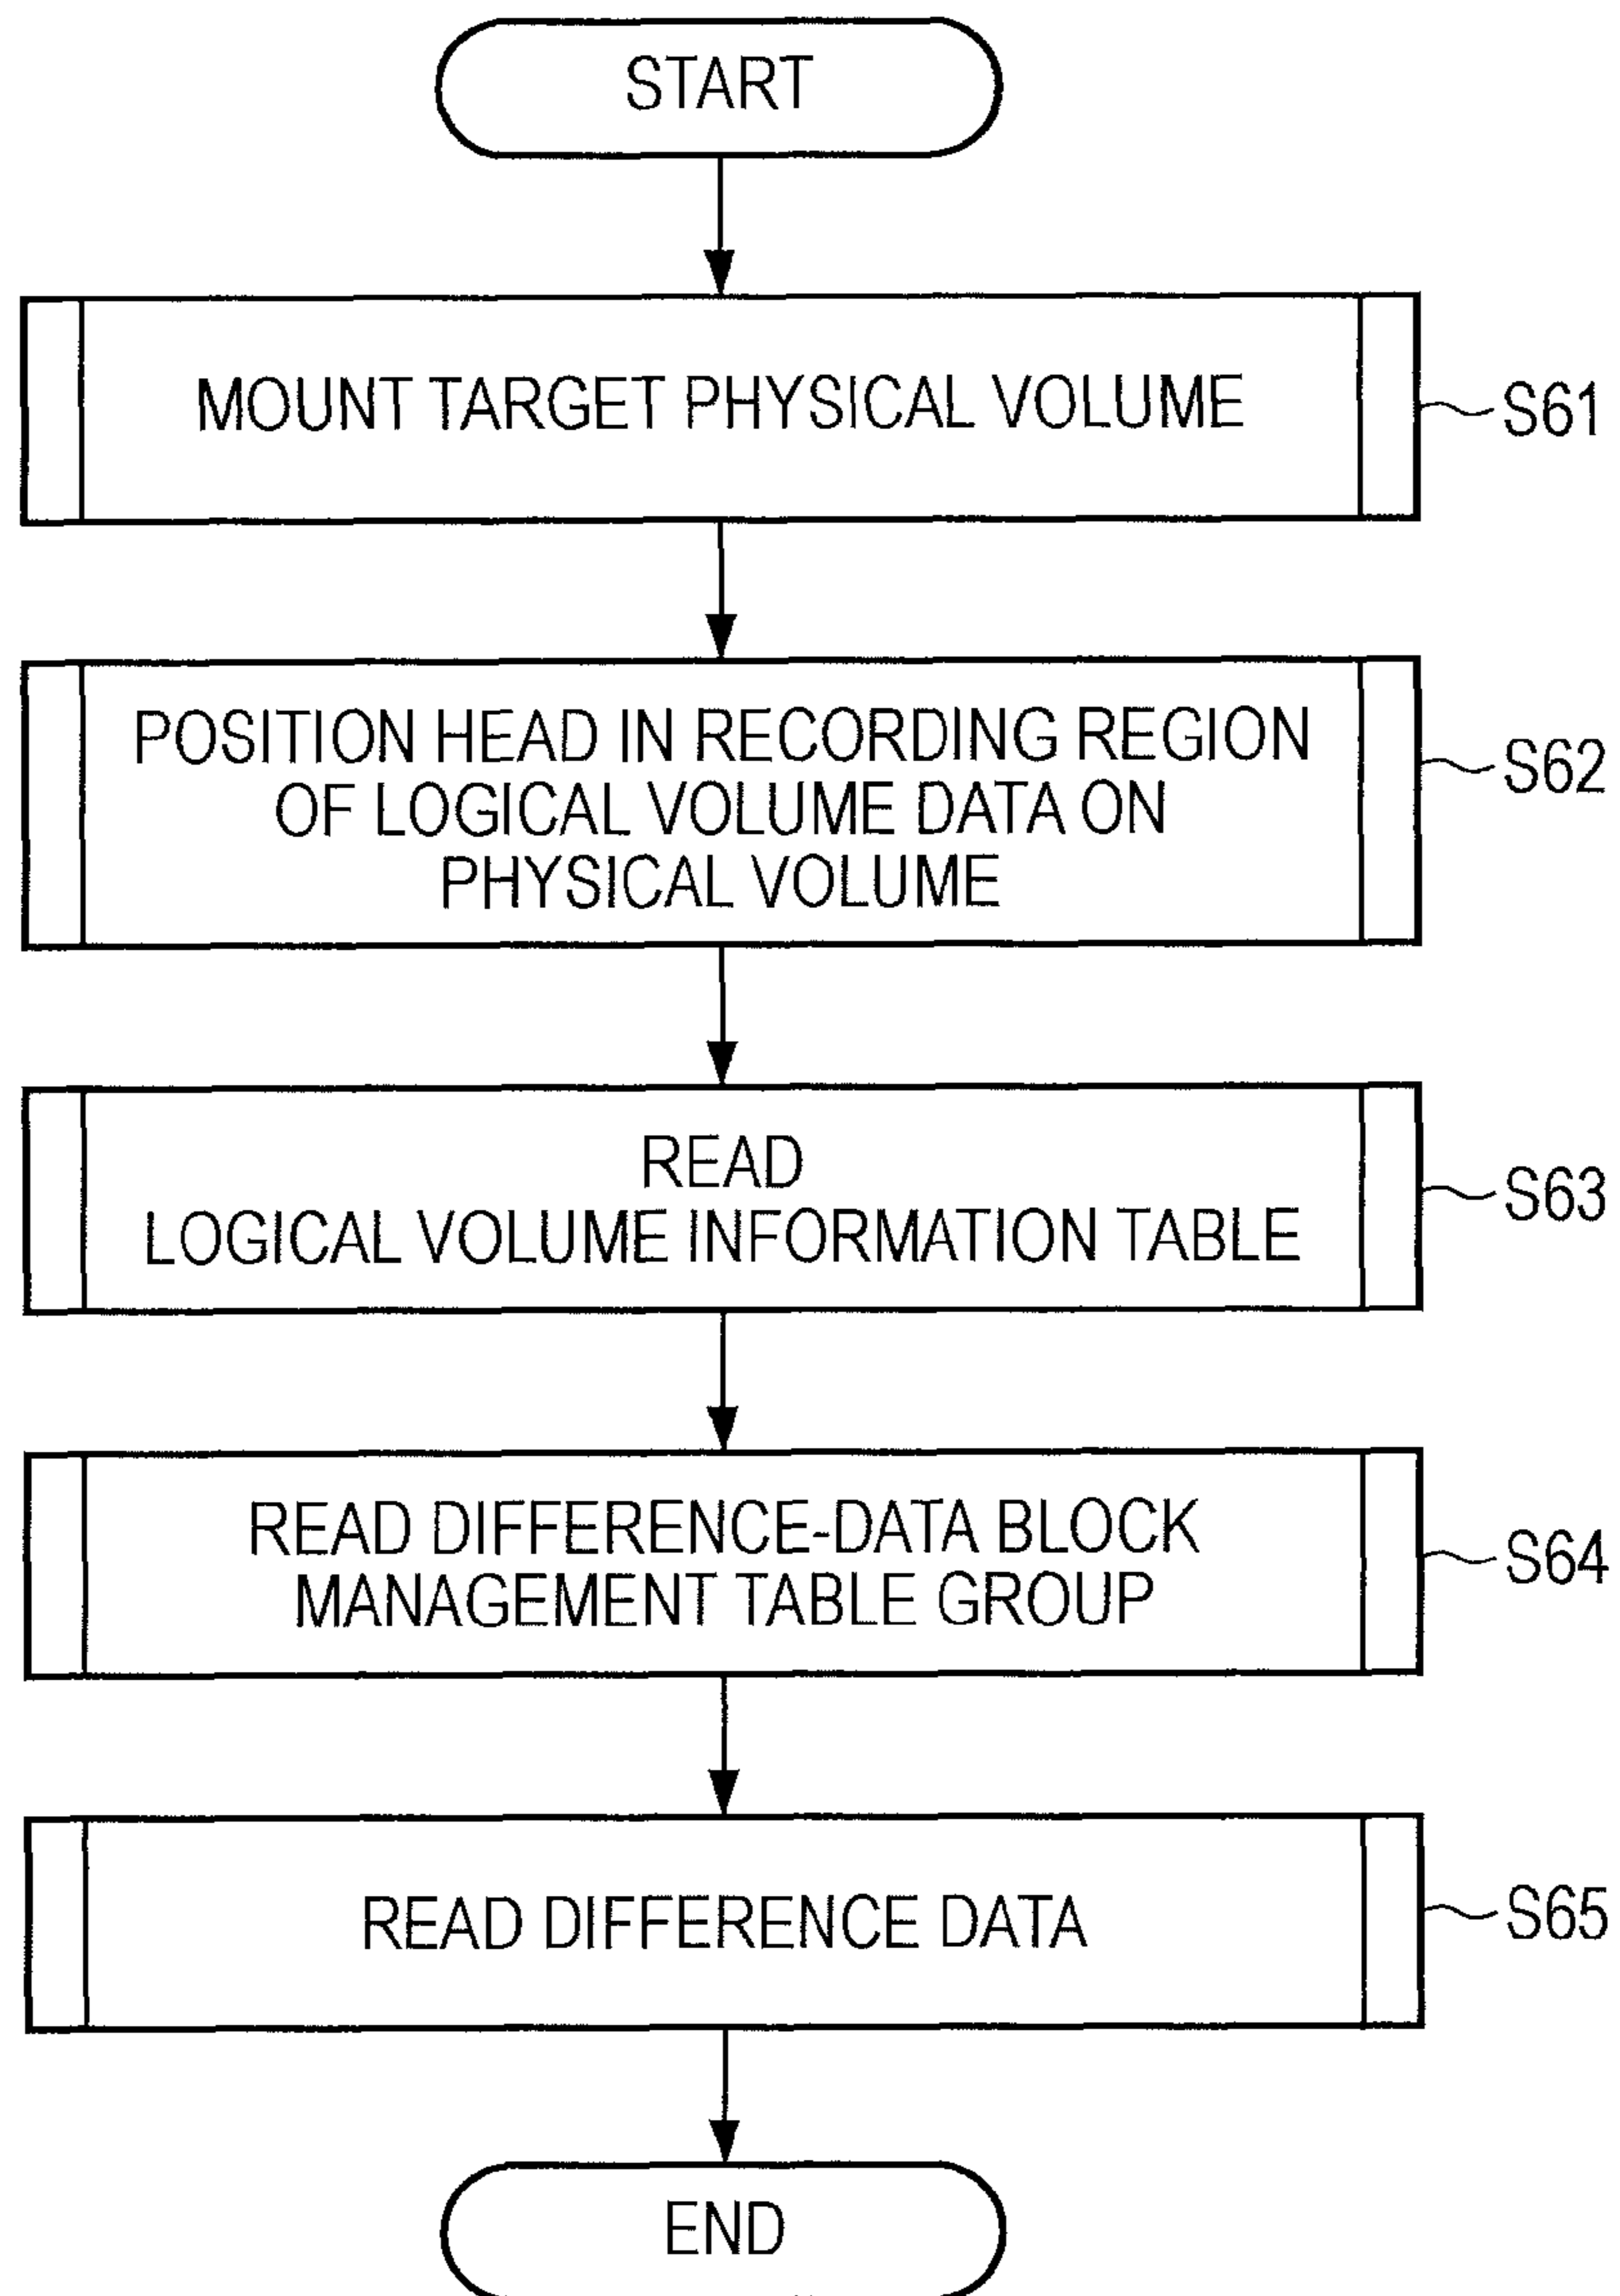 START
MOUNT TARGET PHYSICAL VOLUME
S61
POSITION HEAD IN RECORDING REGION
OF LOGICAL VOLUME DATA ON
PHYSICAL VOLUME
S62
READ
LOGICAL VOLUME INFORMATION TABLE
S63
READ DIFFERENCE-DATA BLOCK
MANAGEMENT TABLE GROUP
S64
READ DIFFERENCE DATA
S65
END